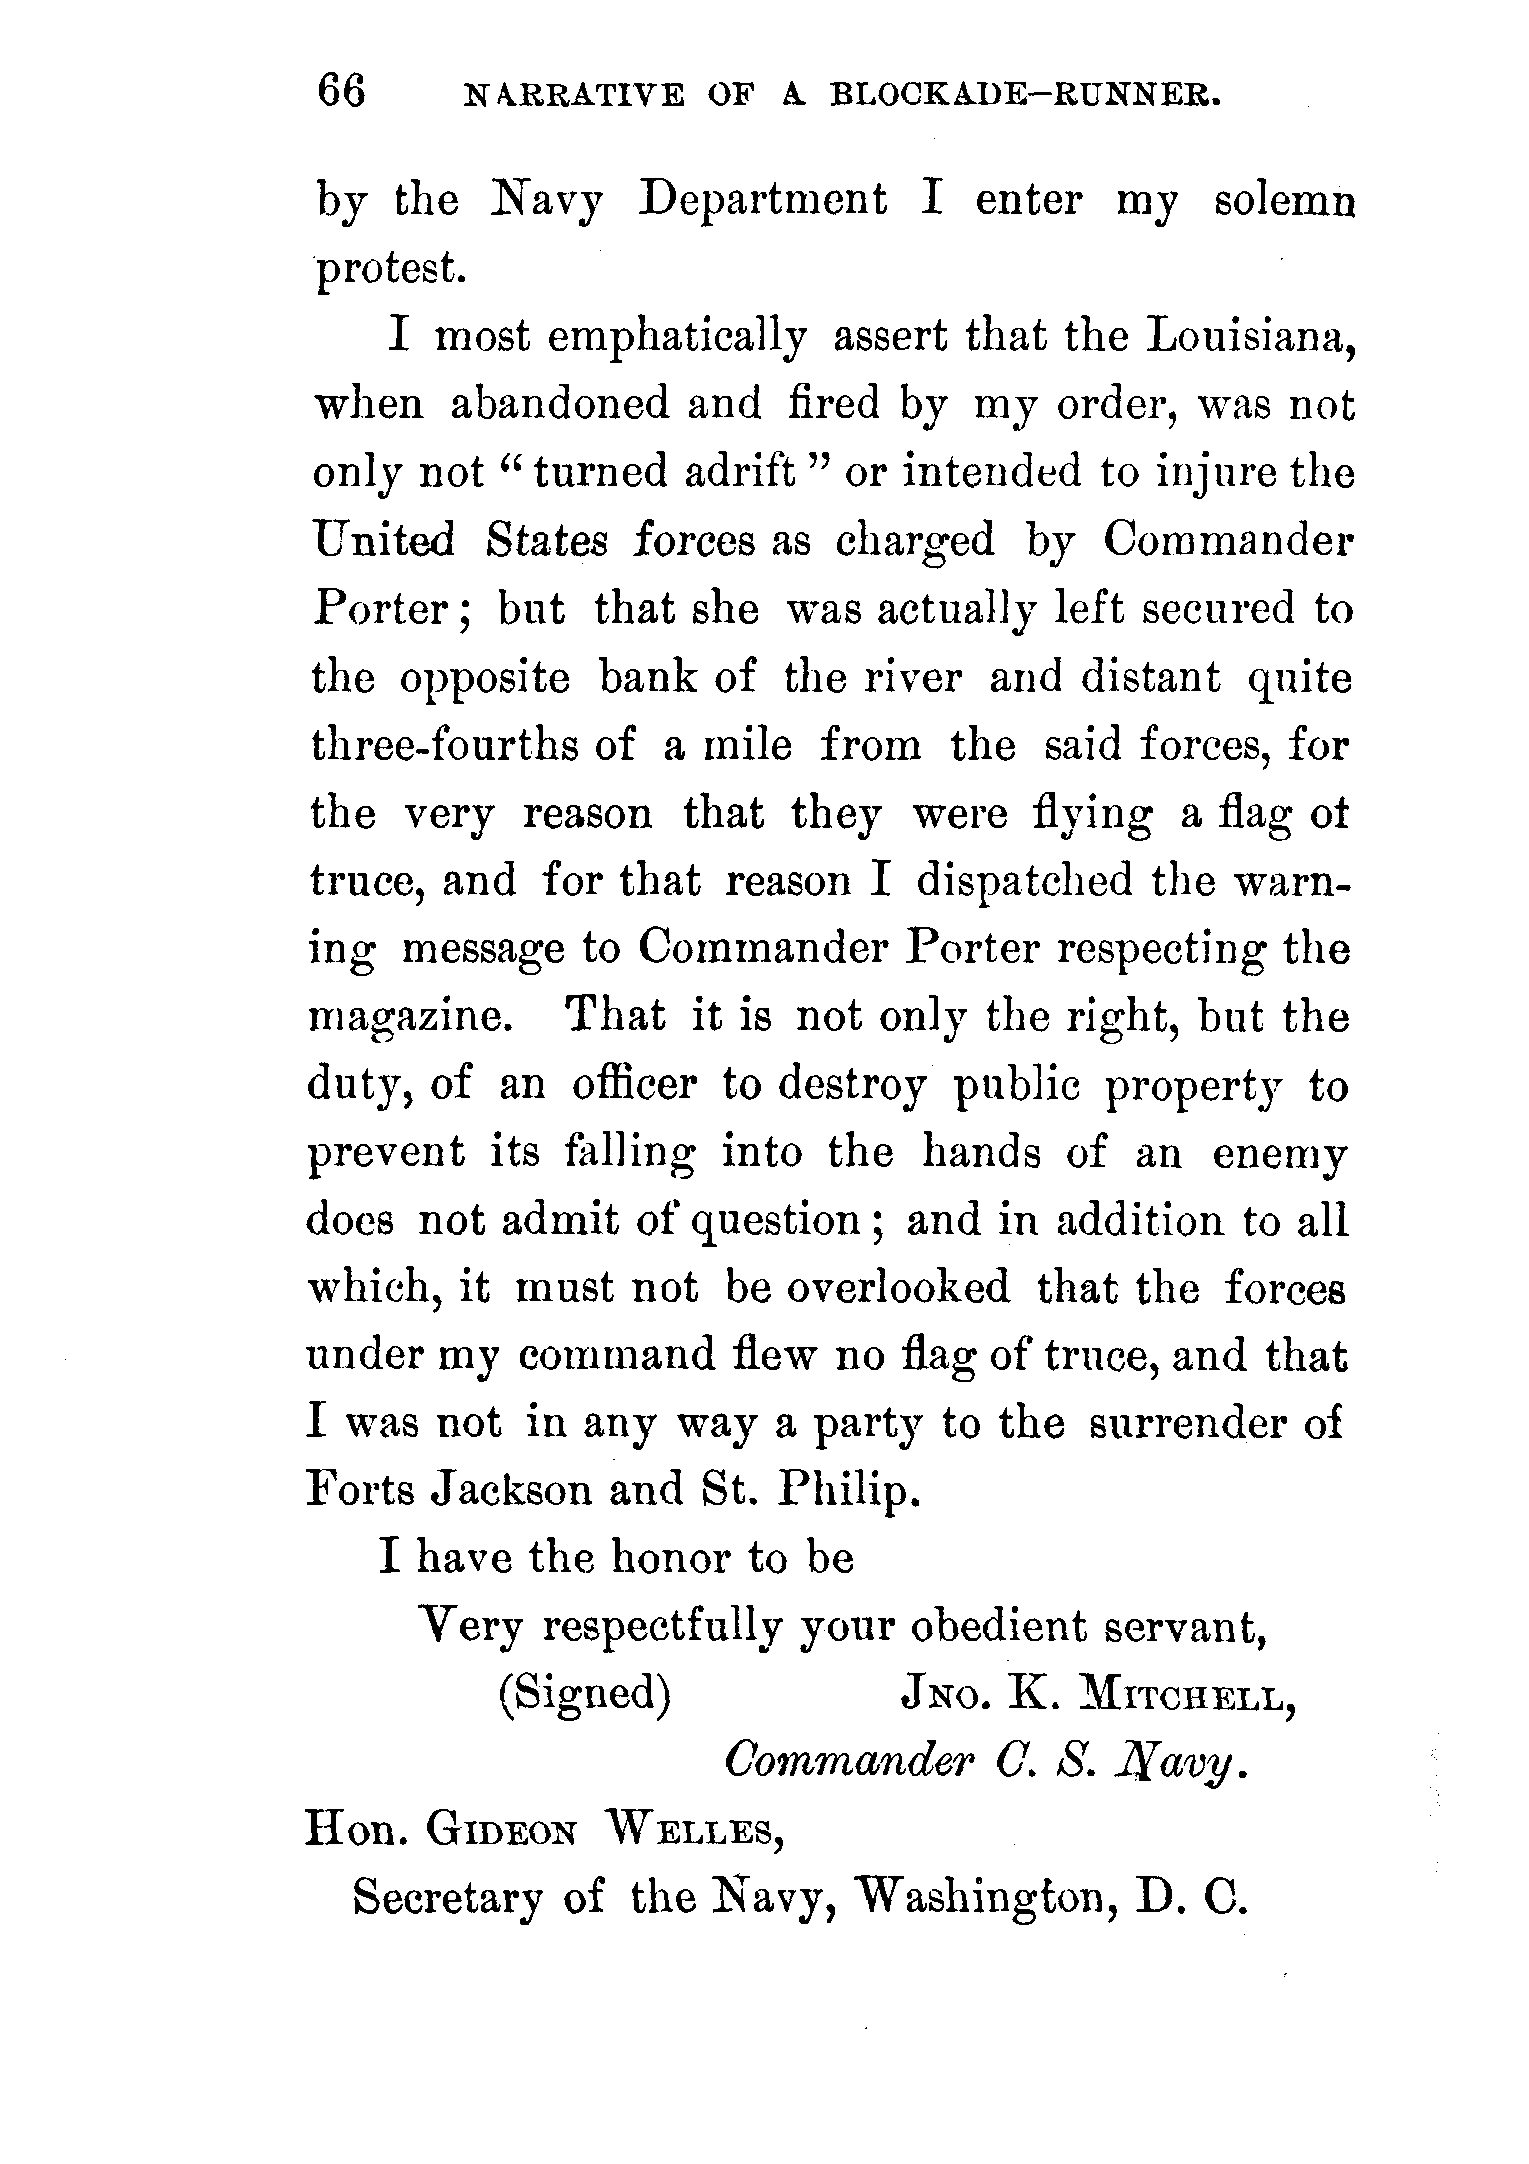 66 NARRATIVE OF A BLOCKADE-RUNNER.
by the Navy Department I enter my solemn
protest.
I most emphatically assert that the Louisiana,
when abandoned and fired by my order, was not
only not " turned adrift " or intended to injure the
United States forces as charged by Commander
Porter; but that she was actually left secured to
the opposite bank of the river and distant quite
three-fourths of a mile from the said forces, for
the very reason that they were flying a flag of
truce, and for that reason I dispatched the warn-
ing message to Commander Porter respecting the
magazine. That it is not only the right, but the
duty, of an officer to destroy public property to
prevent its falling into the hands of an enemy
does not admit of question; and in addition to all
which, it must not be overlooked that the forces
under my command flew no flag of truce, and that
I was not in any way a party to the surrender of
Forts Jackson and St. Philip.
I have the honor to be
Very respectfully your obedient servant,
(Signed) JNO. K. MITCHELL,
Commander C. S. Navy.
Hon. GIDEON WELLES,
Secretary of the Navy, Washington, D. C.